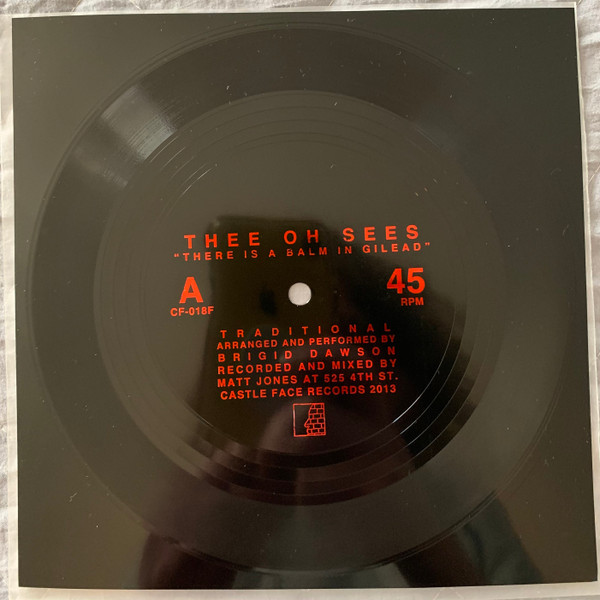 THEE OH SEES
"THERE IS A BALM IN GILEAD"
A
CF-018F
45
RPM
TRADITIONAL
ARRANGED AND PERFORMED BY
BRIGID DAWSON
RECORDED AND MIXED BY
MATT JONES AT 525 4TH ST.
CASTLE FACE RECORDS 2013